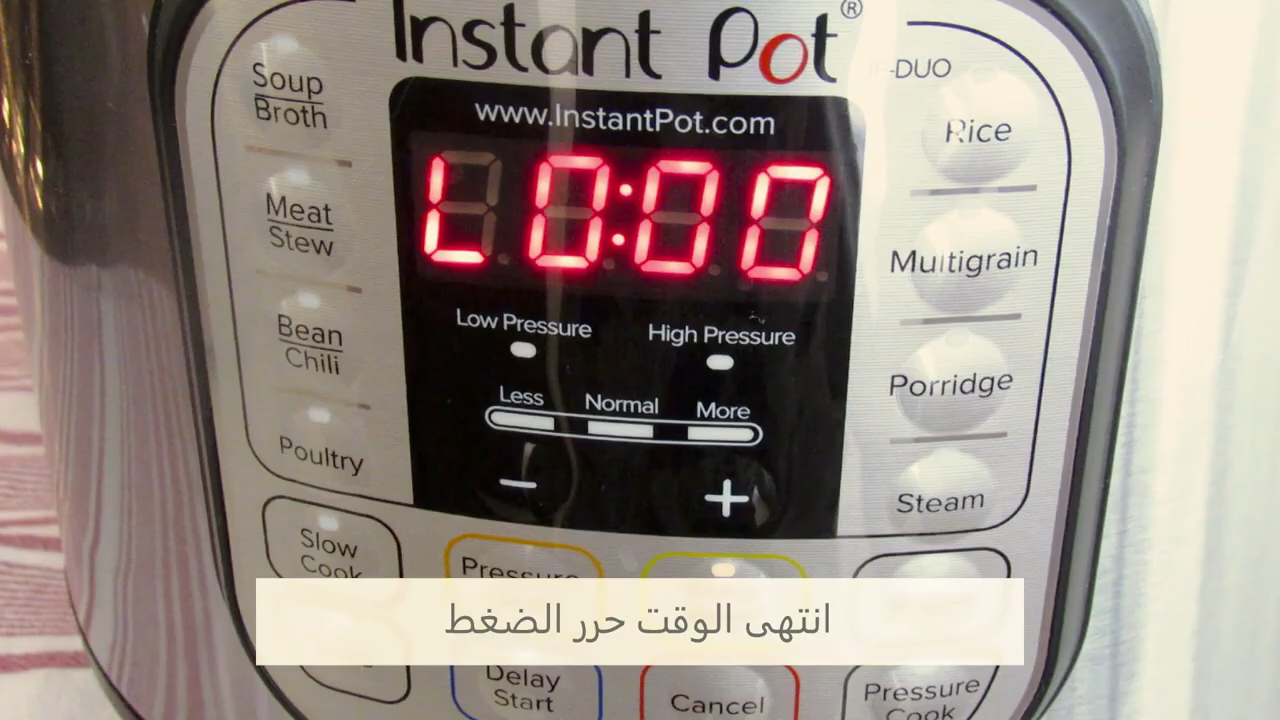 Instant Pot®
-DUO
www.InstantPot.com
L0:00
Soup
Broth
Meat
Stew
Bean
Chili
Poultry
Low Pressure
High Pressure
Less
Normal
More
−
+
Rice
Multigrain
Porridge
Steam
Slow
Cook
Pressure
انتهى الوقت حرر الضغط
Delay
Start
Cancel
Pressure
Cook